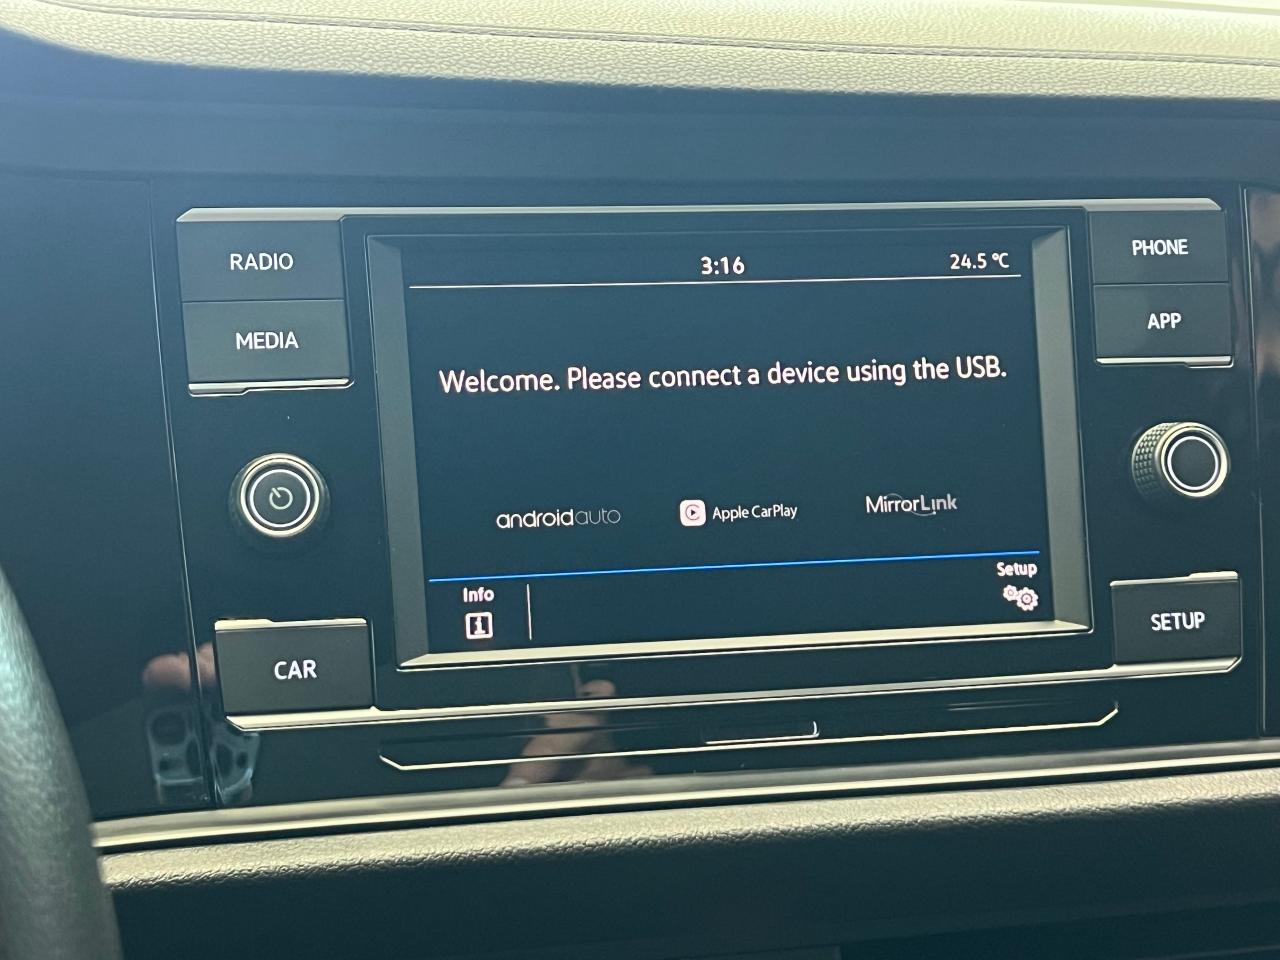 RADIO
MEDIA
CAR
3:16
24.5 °C
Welcome. Please connect a device using the USB.
androidauto
Apple CarPlay
MirrorLink
Info
Setup
PHONE
APP
SETUP